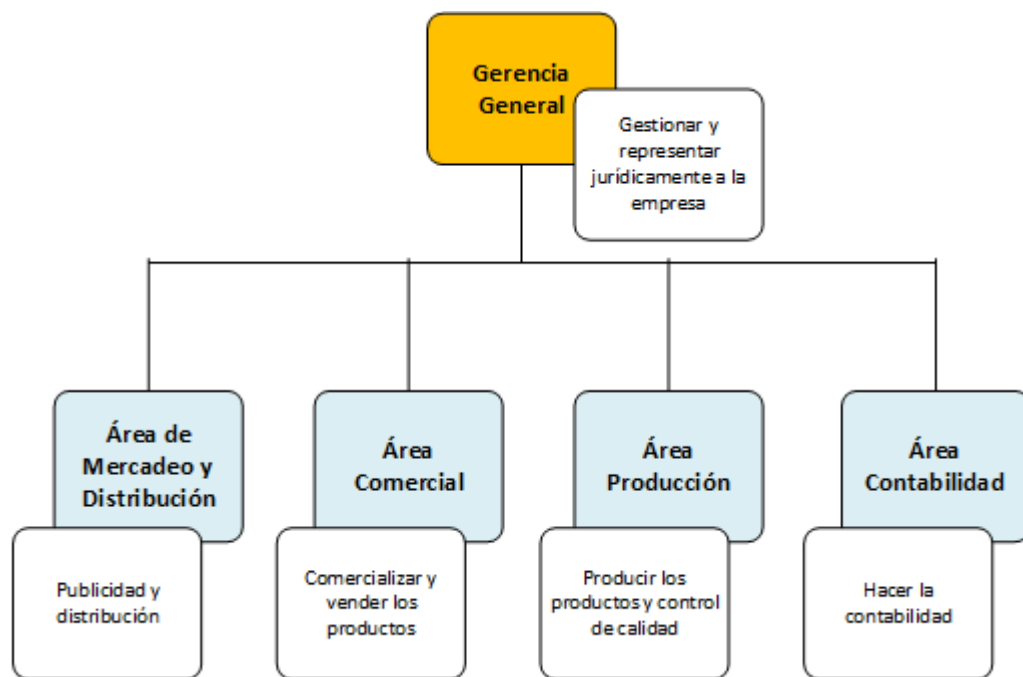 Gerencia
General
Gestionar y
representar
jurídicamente a la
empresa
Área de
Mercadeo y
Distribución
Publicidad y
distribución
Área
Comercial
Comercializar y
vender los
productos
Área
Producción
Producir los
productos y control
de calidad
Área
Contabilidad
Hacer la
contabilidad